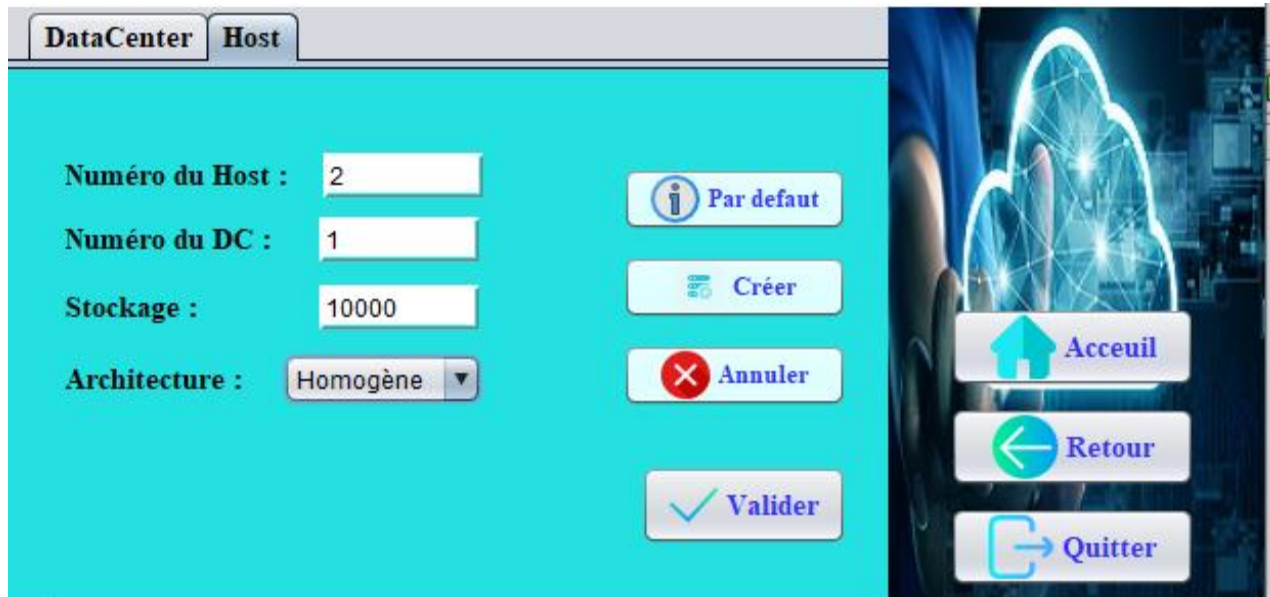 DataCenter Host
Numéro du Host : 2
Numéro du DC : 1
Stockage : 10000
Architecture : Homogène
Par defaut
Créer
Annuler
Valider
Acceuil
Retour
Quitter